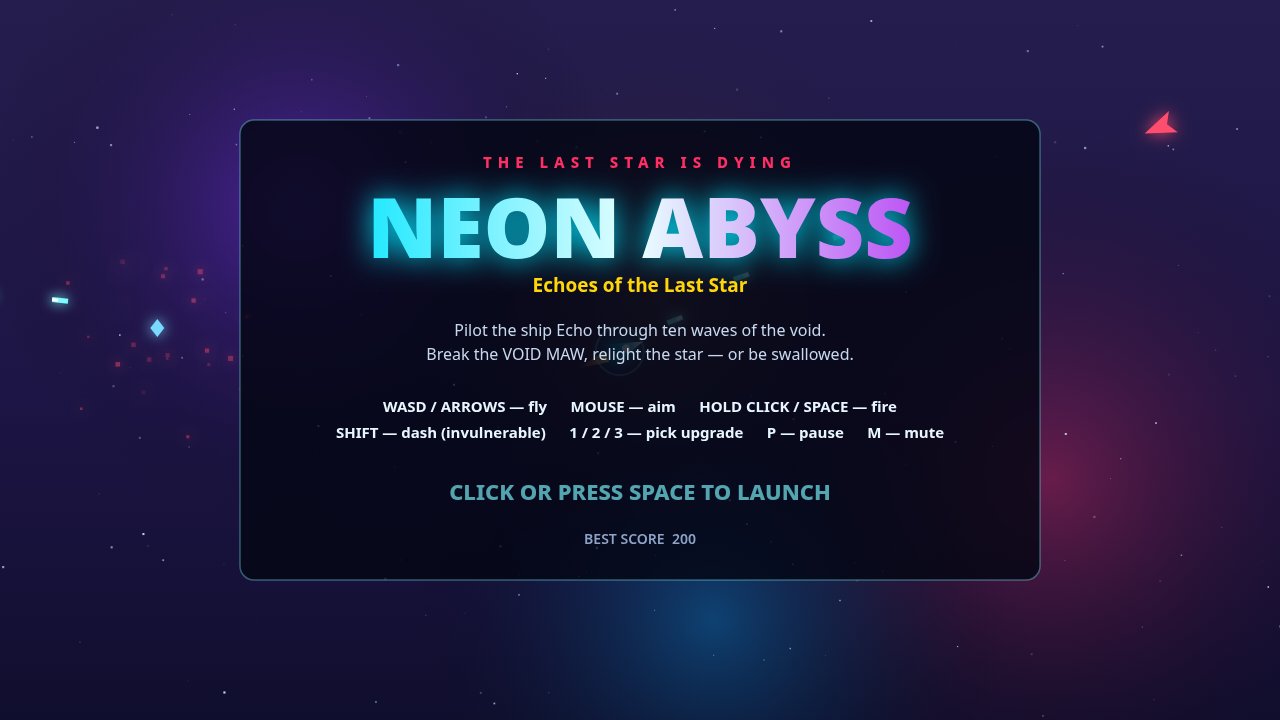 THE LAST STAR IS DYING
NEON ABYSS
Echoes of the Last Star
Pilot the ship Echo through ten waves of the void.
Break the VOID MAW, relight the star — or be swallowed.
WASD / ARROWS — fly MOUSE — aim HOLD CLICK / SPACE — fire
SHIFT — dash (invulnerable) 1 / 2 / 3 — pick upgrade P — pause M — mute
CLICK OR PRESS SPACE TO LAUNCH
BEST SCORE 200